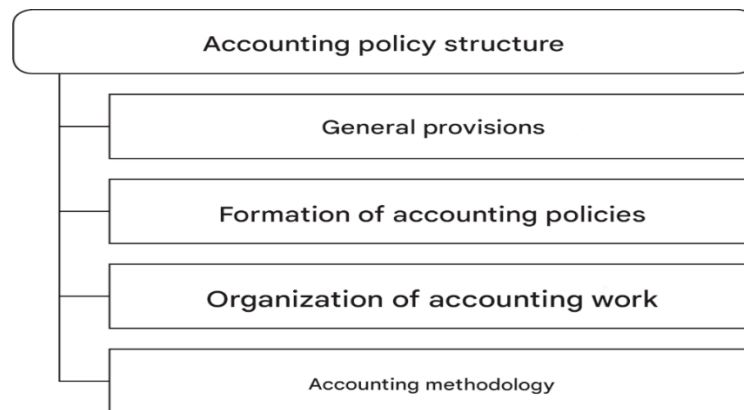 Accounting policy structure
General provisions
Formation of accounting policies
Organization of accounting work
Accounting methodology